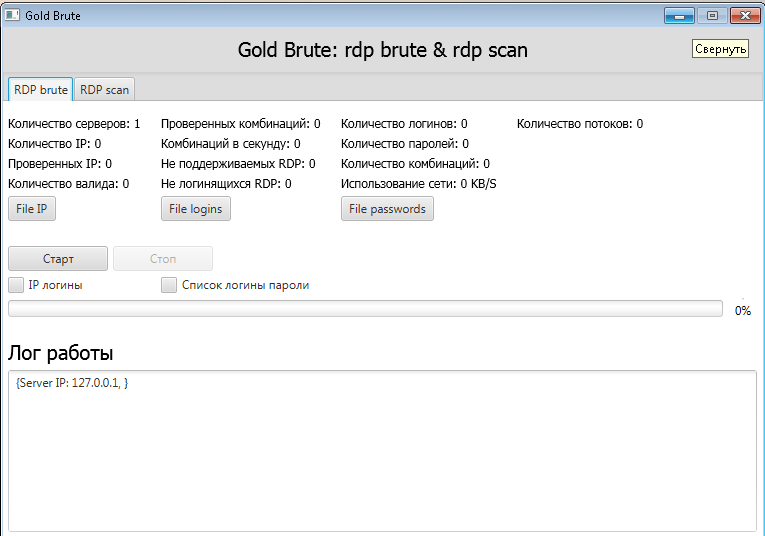 Gold Brute
Gold Brute: rdp brute & rdp scan
Свернуть
RDP brute RDP scan
Количество серверов: 1 Проверенных комбинаций: 0 Количество логинов: 0 Количество потоков: 0
Количество IP: 0 Комбинаций в секунду: 0 Количество паролей: 0
Проверенных IP: 0 Не поддерживаемых RDP: 0 Количество комбинаций: 0
Количество валида: 0 Не логинящихся RDP: 0 Использование сети: 0 KB/S
File IP File logins File passwords
Старт Стоп
IP логины Список логины пароли
0%
Лог работы
{Server IP: 127.0.0.1, }